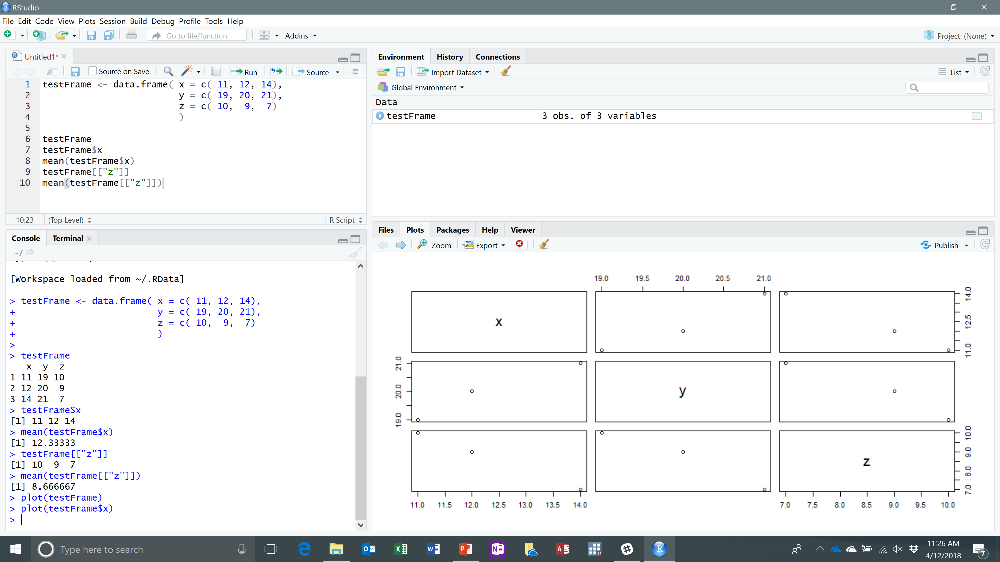 RStudio
File Edit Code View Plots Session Build Debug Profile Tools Help
Go to file/function
Addins
Project: (None)
Untitled1*
Source on Save
Run
Source
1 testFrame <- data.frame( x = c( 11, 12, 14),
2 y = c( 19, 20, 21),
3 z = c( 10, 9, 7)
4 )
5
6 testFrame
7 testFrame$x
8 mean(testFrame$x)
9 testFrame[["z"]]
10 mean(testFrame[["z"]])
10:23 (Top Level) R Script
Console Terminal
~/
[Workspace loaded from ~/.RData]
> testFrame <- data.frame( x = c( 11, 12, 14),
+ y = c( 19, 20, 21),
+ z = c( 10, 9, 7)
+ )
>
> testFrame
x y z
1 11 19 10
2 12 20 9
3 14 21 7
> testFrame$x
[1] 11 12 14
> mean(testFrame$x)
[1] 12.33333
> testFrame[["z"]]
[1] 10 9 7
> mean(testFrame[["z"]])
[1] 8.666667
> plot(testFrame)
> plot(testFrame$x)
>
Environment History Connections
Import Dataset
List
Global Environment
Data
testFrame 3 obs. of 3 variables
Files Plots Packages Help Viewer
Zoom Export Publish
19.0 19.5 20.0 20.5 21.0
x
14.0
12.5
11.0
21.0
20.0
19.0
y
z
10.0
9.0
8.0
7.0
11.0 11.5 12.0 12.5 13.0 13.5 14.0
7.0 7.5 8.0 8.5 9.0 9.5 10.0
Type here to search
15
11:26 AM
4/12/2018
7